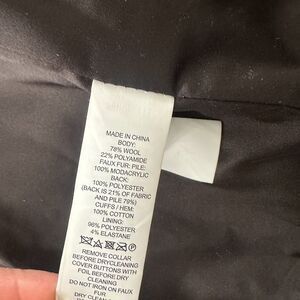 MADE IN CHINA
BODY:
78% WOOL
22% POLYAMIDE
FAUX FUR: PILE:
100% MODACRYLIC
BACK:
100% POLYESTER
(BACK IS 21% OF FABRIC
AND PILE 79%)
CUFFS / HEM:
100% COTTON
LINING:
96% POLYESTER
4% ELASTANE
REMOVE COLLAR
BEFORE DRYCLEANING
COVER BUTTONS WITH
FOIL BEFORE DRY
CLEANING
DO NOT IRON ON FAUX
FUR
DRY CLEAN